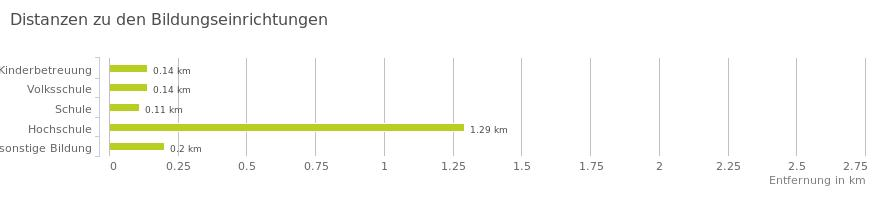 Distanzen zu den Bildungseinrichtungen
Kinderbetreuung 0.14 km
Volksschule 0.14 km
Schule 0.11 km
Hochschule 1.29 km
sonstige Bildung 0.2 km
0 0.25 0.5 0.75 1 1.25 1.5 1.75 2 2.25 2.5 2.75
Entfernung in km